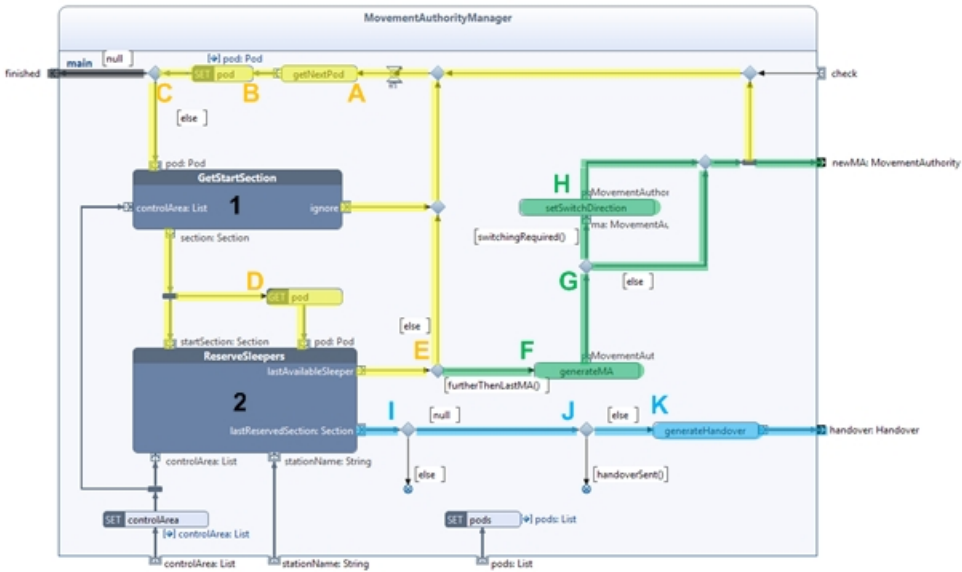 MovementAuthorityManager
main
[null]
pod: Pod
finished
SET pod
getNextPod
check
C
B
A
[else]
pod: Pod
newMA: MovementAuthority
GetStartSection
H
controlArea: List
1
ignore
setSwitchDirection
section: Section
[switchingRequired()]
D
GET pod
G
[else]
startSection: Section
pod: Pod
[else]
ReserveSleepers
E
F
lastAvailableSleeper
generateMA
[furtherThenLastMA()]
2
I
[null]
J
[else]
K
lastReservedSection: Section
generateHandover
handover: Handover
controlArea: List
stationName: String
[else]
[handoverSent()]
SET controlArea
SET pods
pods: List
controlArea: List
controlArea: List
stationName: String
pods: List